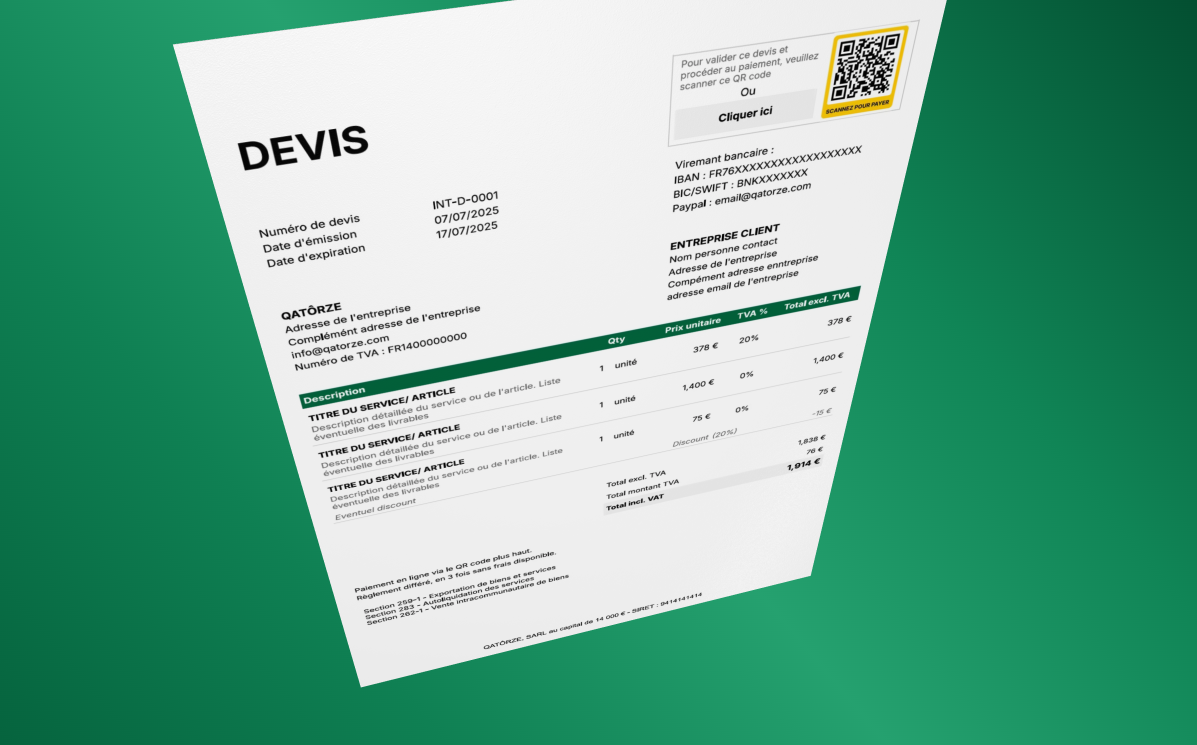 Pour valider ce devis et
procéder au paiement, veuillez
scanner ce QR code
Ou
Cliquer ici
SCANNEZ POUR PAYER
DEVIS
Viremant bancaire :
IBAN : FR76XXXXXXXXXXXXXXXXXXX
BIC/SWIFT : BNKXXXXXXX
Paypal : email@qatorze.com
Numéro de devis INT-D-0001
Date d'émission 07/07/2025
Date d'expiration 17/07/2025
ENTREPRISE CLIENT
Nom personne contact
Adresse de l'entreprise
Compément adresse enntreprise
adresse email de l'entreprise
QATÔRZE
Adresse de l'entreprise
Complémént adresse de l'entreprise
info@qatorze.com
Numéro de TVA : FR1400000000
Description Qty Prix unitaire TVA % Total excl. TVA
TITRE DU SERVICE/ ARTICLE 1 unité 378 € 20% 378 €
Description détaillée du service ou de l'article. Liste
éventuelle des livrables
TITRE DU SERVICE/ ARTICLE 1 unité 1,400 € 0% 1,400 €
Description détaillée du service ou de l'article. Liste
éventuelle des livrables
TITRE DU SERVICE/ ARTICLE 1 unité 75 € 0% 75 €
Description détaillée du service ou de l'article. Liste
éventuelle des livrables
Eventuel discount Discount (20%) -15 €
Total excl. TVA 1,838 €
Total montant TVA 76 €
Total incl. VAT 1,914 €
Paiement en ligne via le QR code plus haut.
Règlement différé, en 3 fois sans frais disponible.
Section 259-1 - Exportation de biens et services
Section 283 - Autoliquidation des services
Section 262-1 - Vente intracommunautaire de biens
QATÔRZE, SARL au capital de 14 000 € - SIRET : 9414141414